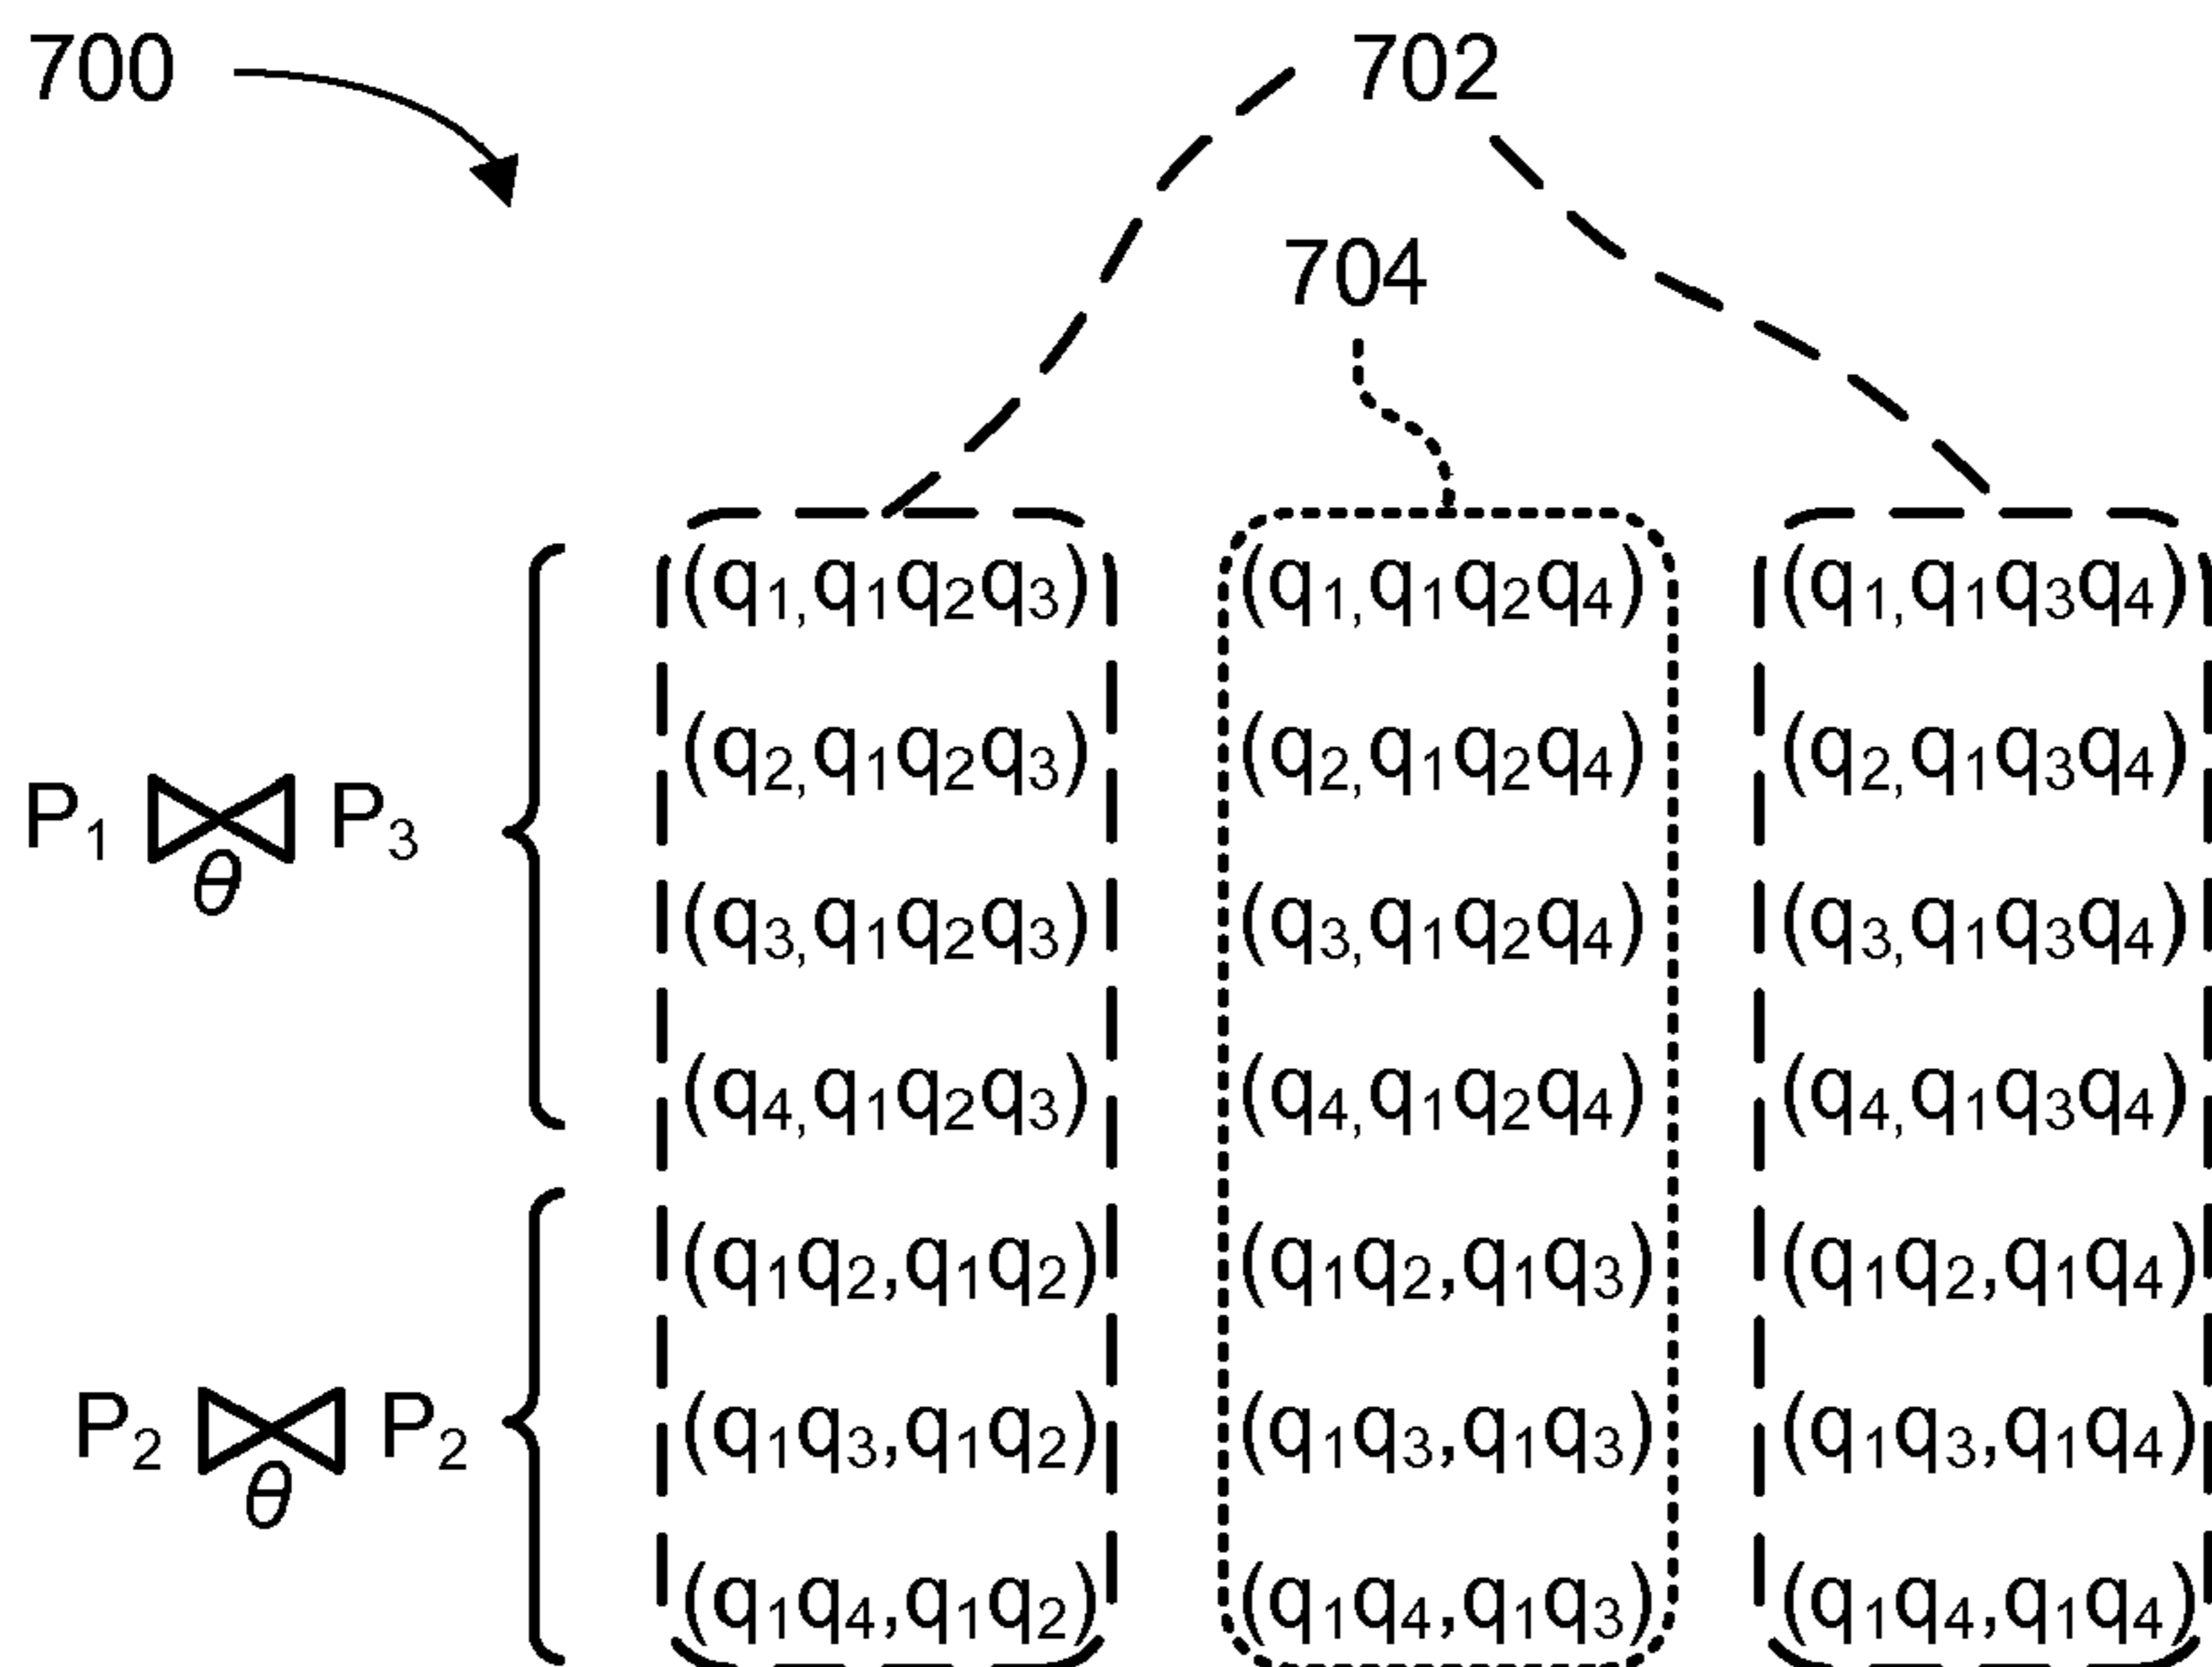 700
702
704
(q₁,q₁q₂q₃) (q₁,q₁q₂q₄) (q₁,q₁q₃q₄)
(q₂,q₁q₂q₃) (q₂,q₁q₂q₄) (q₂,q₁q₃q₄)
P₁ ⋈θ P₃
(q₃,q₁q₂q₃) (q₃,q₁q₂q₄) (q₃,q₁q₃q₄)
(q₄,q₁q₂q₃) (q₄,q₁q₂q₄) (q₄,q₁q₃q₄)
(q₁q₂,q₁q₂) (q₁q₂,q₁q₃) (q₁q₂,q₁q₄)
P₂ ⋈θ P₂
(q₁q₃,q₁q₂) (q₁q₃,q₁q₃) (q₁q₃,q₁q₄)
(q₁q₄,q₁q₂) (q₁q₄,q₁q₃) (q₁q₄,q₁q₄)